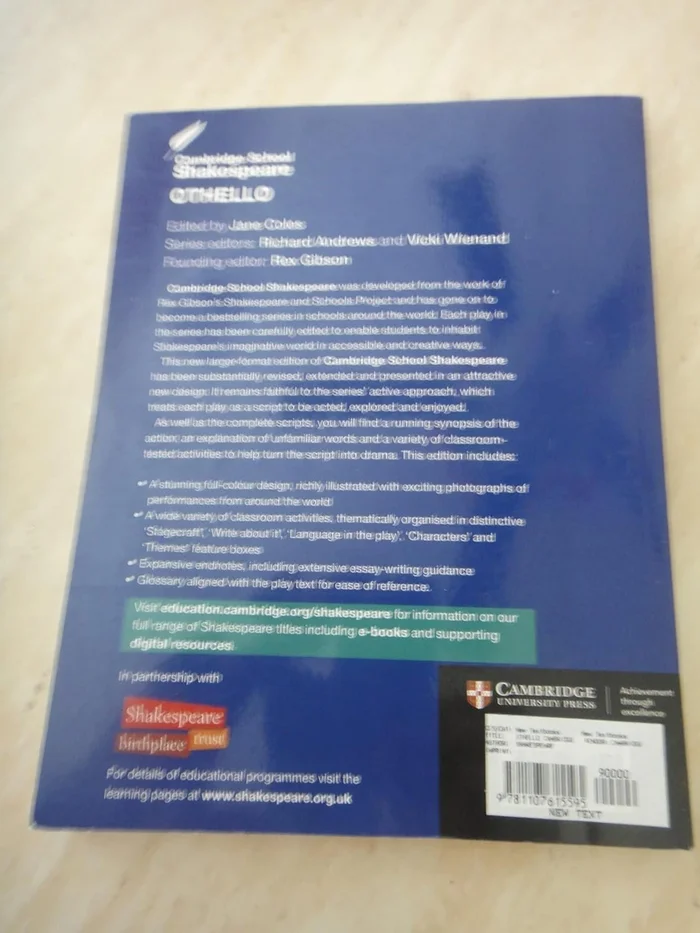 Cambridge School
Shakespeare
OTHELLO
Edited by Jane Coles
Series editors: Richard Andrews and Vicki Wienand
Founding editor: Rex Gibson
Cambridge School Shakespeare was developed from the work of
Rex Gibson's Shakespeare and Schools Project and has gone on to
become a bestselling series in schools around the world. Each play in
the series has been carefully edited to enable students to inhabit
Shakespeare's imaginative world in accessible and creative ways.
This new larger-format edition of Cambridge School Shakespeare
has been substantially revised, extended and presented in an attractive
new design. It remains faithful to the series' active approach, which
treats each play as a script to be acted, explored and enjoyed.
As well as the complete scripts, you will find a running synopsis of the
action, an explanation of unfamiliar words and a variety of classroom-
tested activities to help turn the script into drama. This edition includes:
A stunning full-colour design, richly illustrated with exciting photographs of
performances from around the world
A wide variety of classroom activities, thematically organised in distinctive
'Stagecraft', 'Write about it', 'Language in the play', 'Characters' and
'Themes' feature boxes
Expansive endnotes, including extensive essay-writing guidance
Glossary aligned with the play text for ease of reference.
Visit education.cambridge.org/shakespeare for information on our
full range of Shakespeare titles including e-books and supporting
digital resources.
In partnership with
Shakespeare
birthplace trust
For details of educational programmes visit the
learning pages at www.shakespeare.org.uk
CAMBRIDGE
UNIVERSITY PRESS
Achievement
through
excellence
TITLE: OTHELLO
AUTHOR: SHAKESPEARE
90000
9 781107 615595
NEW TEXT